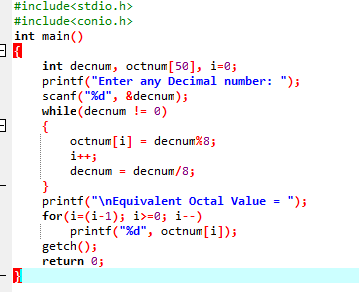 #include<stdio.h>
#include<conio.h>
int main()
{
    int decnum, octnum[50], i=0;
    printf("Enter any Decimal number: ");
    scanf("%d", &decnum);
    while(decnum != 0)
    {
        octnum[i] = decnum%8;
        i++;
        decnum = decnum/8;
    }
    printf("\nEquivalent Octal Value = ");
    for(i=(i-1); i>=0; i--)
        printf("%d", octnum[i]);
    getch();
    return 0;
}